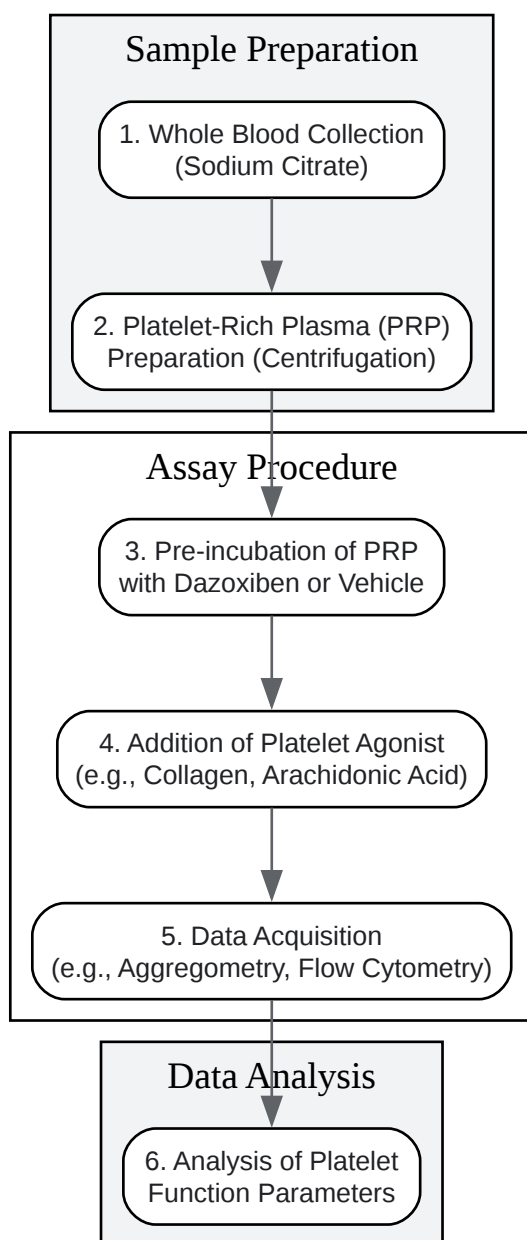 Sample Preparation
1. Whole Blood Collection
(Sodium Citrate)
2. Platelet-Rich Plasma (PRP)
Preparation (Centrifugation)
Assay Procedure
3. Pre-incubation of PRP
with Dazoxiben or Vehicle
4. Addition of Platelet Agonist
(e.g., Collagen, Arachidonic Acid)
5. Data Acquisition
(e.g., Aggregometry, Flow Cytometry)
Data Analysis
6. Analysis of Platelet
Function Parameters